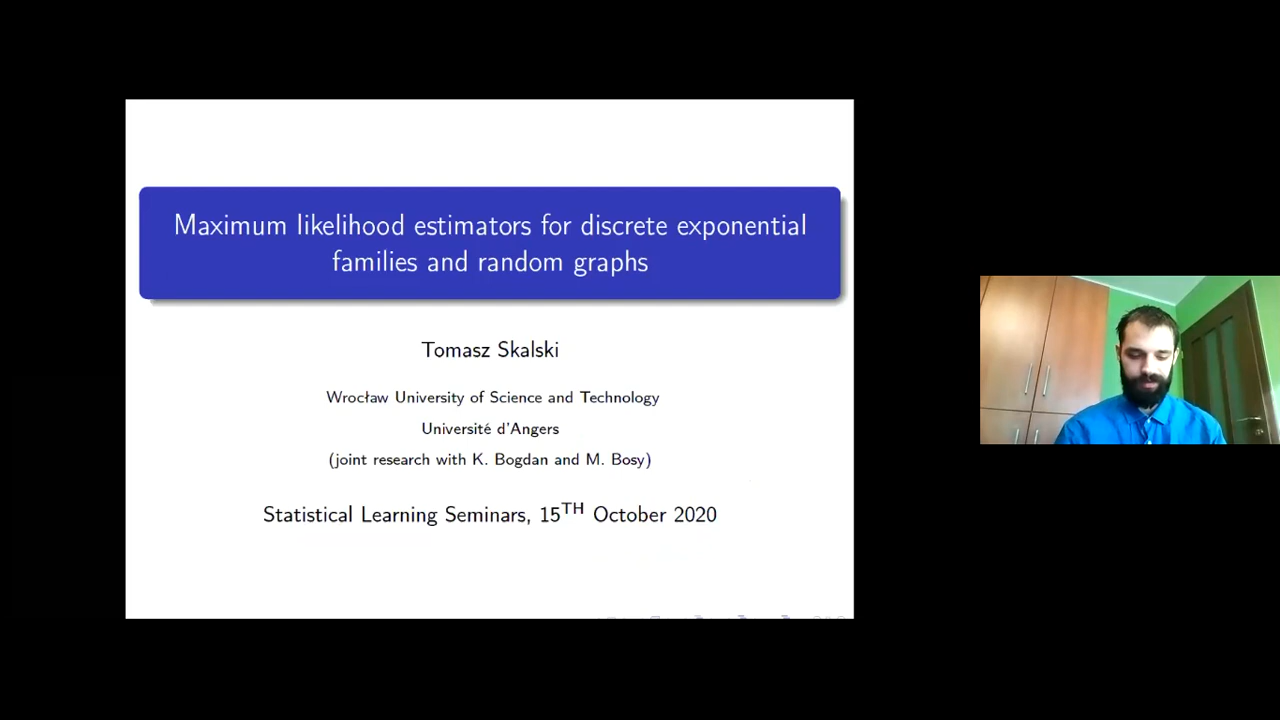 Maximum likelihood estimators for discrete exponential
families and random graphs
Tomasz Skalski
Wrocław University of Science and Technology
Université d'Angers
(joint research with K. Bogdan and M. Bosy)
Statistical Learning Seminars, 15TH October 2020